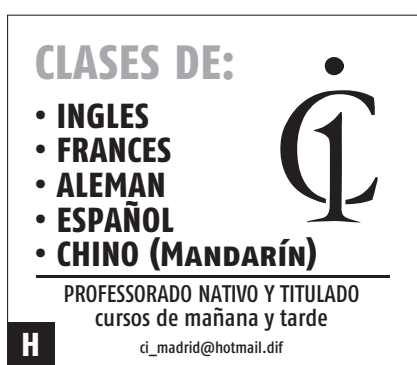 CLASES DE:
• INGLES
• FRANCES
• ALEMAN
• ESPAÑOL
• CHINO (MANDARÍN)
PROFESSORADO NATIVO Y TITULADO
cursos de mañana y tarde
H
ci_madrid@hotmail.dif